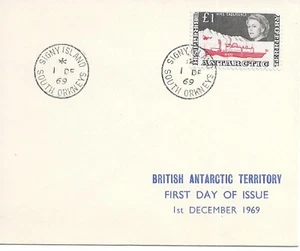 SIGNY ISLAND
*
1 DE
69
SOUTH ORKNEYS
SIGNY ISLAND
1 DE
69
SOUTH ORKNEYS
£1
ANTARCTIC
BRITISH ANTARCTIC TERRITORY
FIRST DAY OF ISSUE
1st DECEMBER 1969